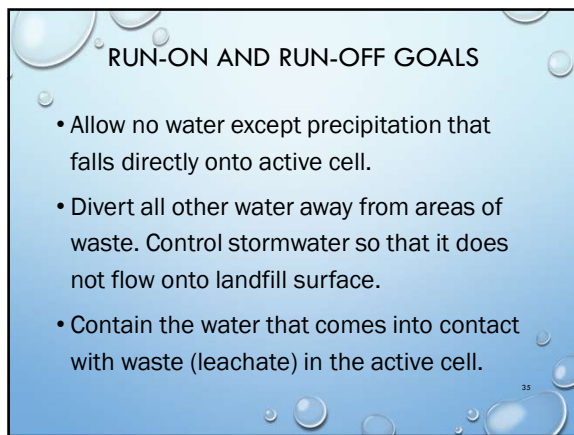 RUN-ON AND RUN-OFF GOALS
• Allow no water except precipitation that
falls directly onto active cell.
• Divert all other water away from areas of
waste. Control stormwater so that it does
not flow onto landfill surface.
• Contain the water that comes into contact
with waste (leachate) in the active cell.
35